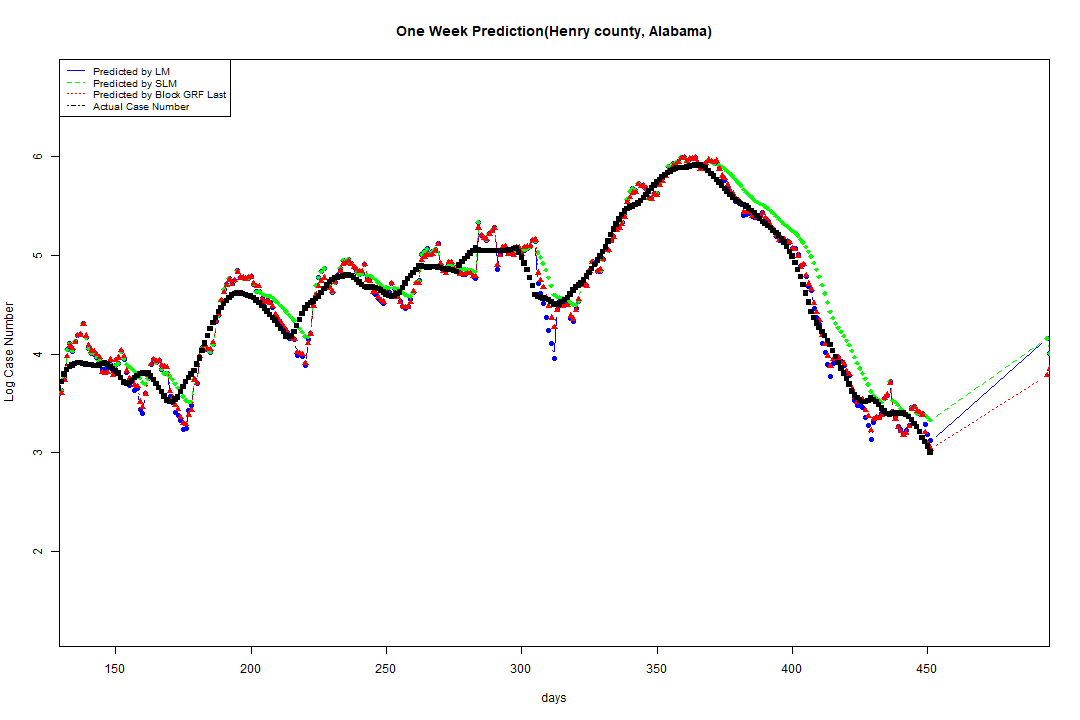 One Week Prediction(Henry county, Alabama)
Predicted by LM
Predicted by SLM
Predicted by Block GRF Last
Actual Case Number
6
5
4
3
2
Log Case Number
150 200 250 300 350 400 450
days